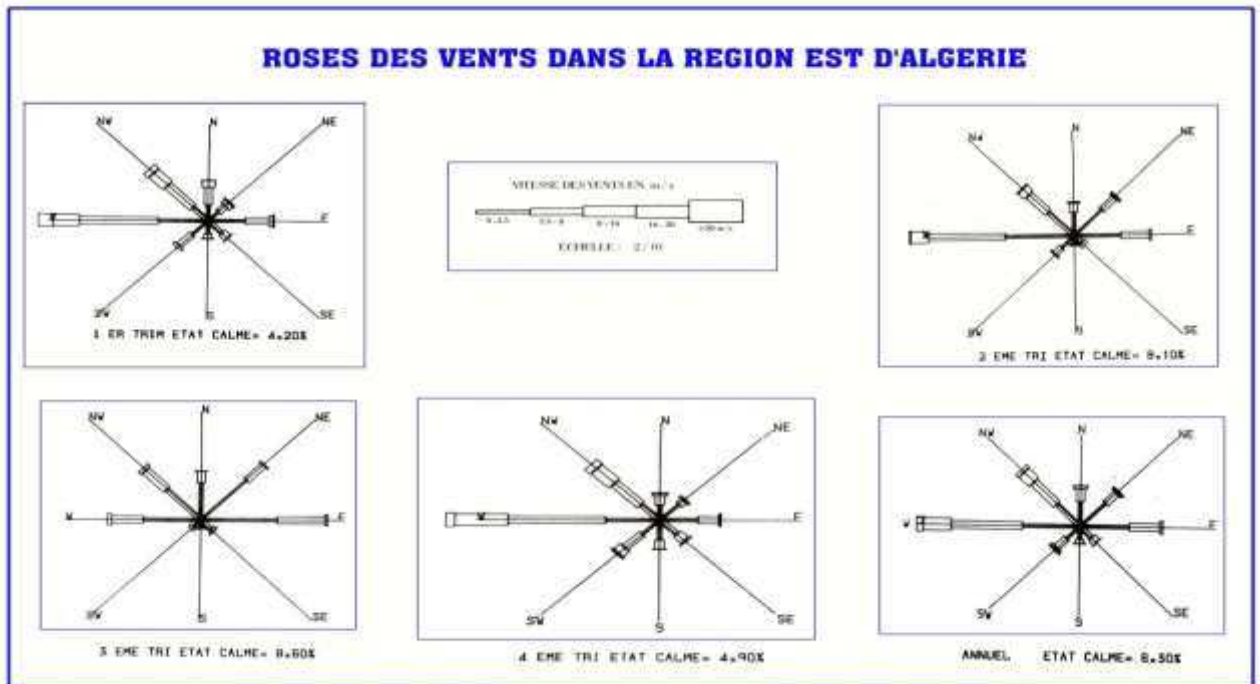 ROSES DES VENTS DANS LA REGION EST D'ALGERIE
NW N NE
E
SW S SE
1 ER TRIM ETAT CALME= 4.20%
VITESSE DES VENTS EN m/s
ECHELLE : 2/10
NW N NE
W E
SW S SE
2 EME TRI ETAT CALME= 8.10%
NW N NE
W E
SW S SE
3 EME TRI ETAT CALME= 8.60%
NW N NE
W E
SW S SE
4 EME TRI ETAT CALME= 4.90%
NW N NE
W E
SW S SE
ANNUEL ETAT CALME= 6.50%